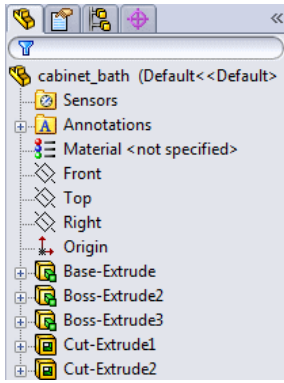 «
cabinet_bath (Default<<Default>
Sensors
Annotations
Material <not specified>
Front
Top
Right
Origin
Base-Extrude
Boss-Extrude2
Boss-Extrude3
Cut-Extrude1
Cut-Extrude2